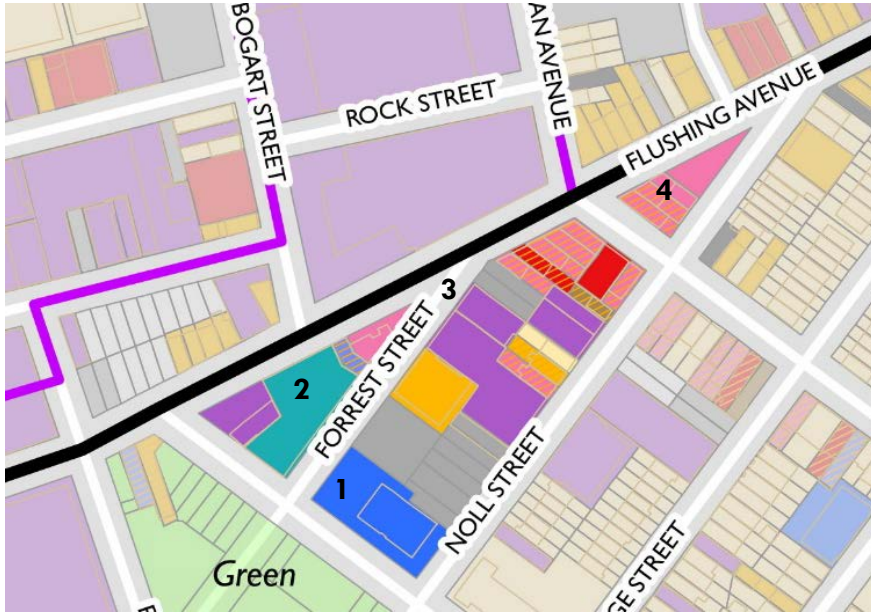 BOGART STREET
AN AVENUE
ROCK STREET
FLUSHING AVENUE
4
3
FORREST STREET
2
1
NOLL STREET
Green
GE STREET